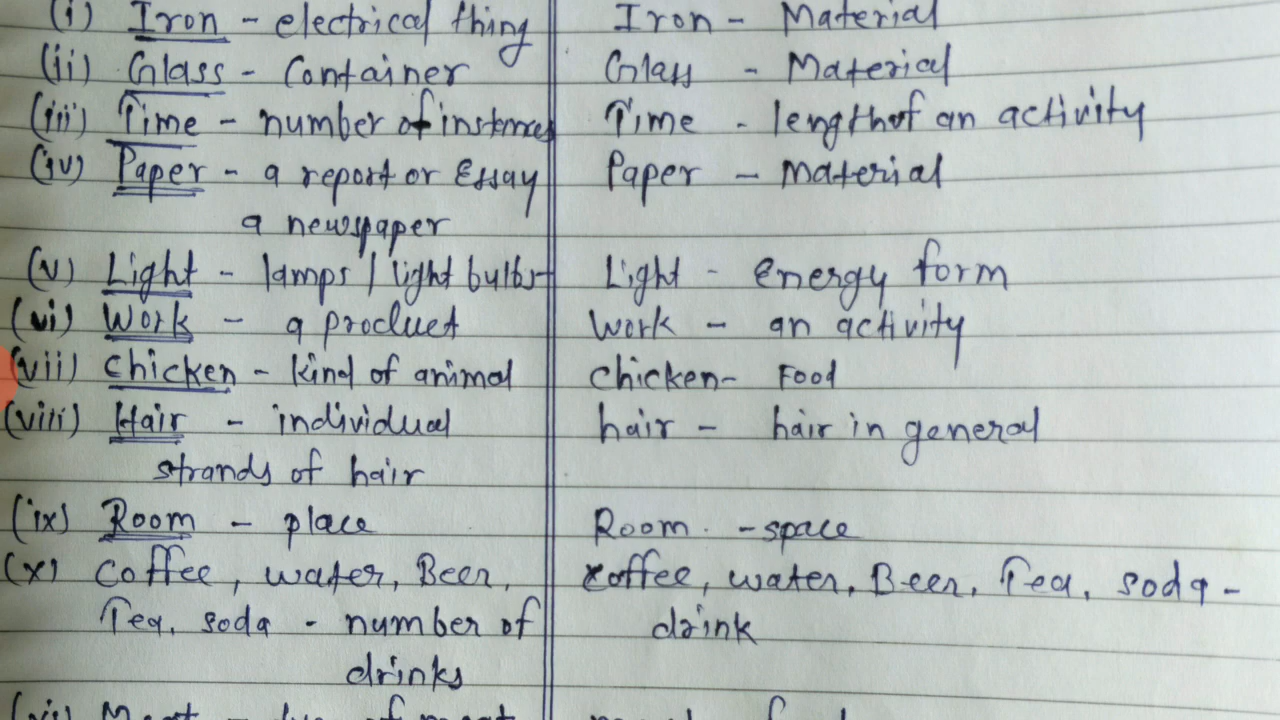 (i) Iron - electrical thing Iron - Material
(ii) Glass - Container Glass - Material
(iii) Time - number of instances Time - length of an activity
(iv) Paper - a report or Essay Paper - Material
a newspaper
(v) Light - lamps / light bulbs Light - Energy form
(vi) Work - a product Work - an activity
(vii) Chicken - kind of animal Chicken - Food
(viii) Hair - individual hair - hair in general
strands of hair
(ix) Room - place Room - space
(x) Coffee, water, Beer, Coffee, water, Beer, Tea, soda -
Tea, soda - number of drink
drinks